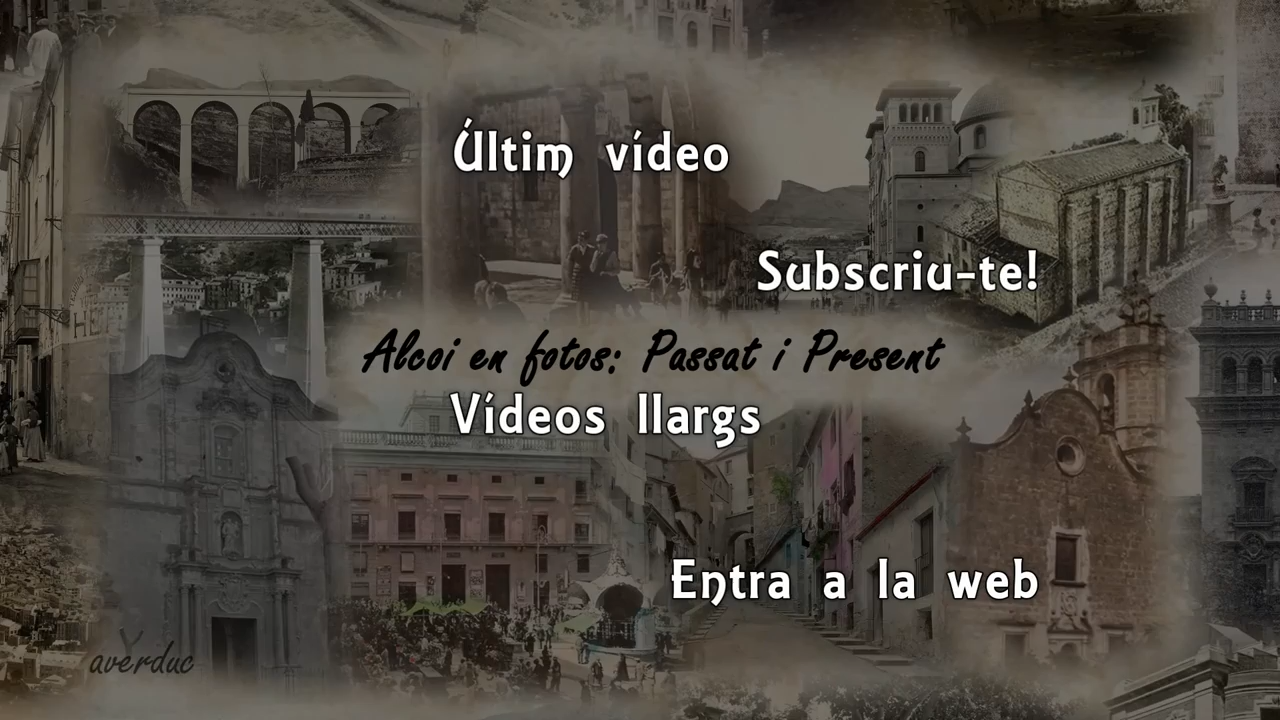 Últim vídeo
Subscriu-te!
Alcoi en fotos: Passat i Present
Vídeos llargs
Entra a la web
averduc